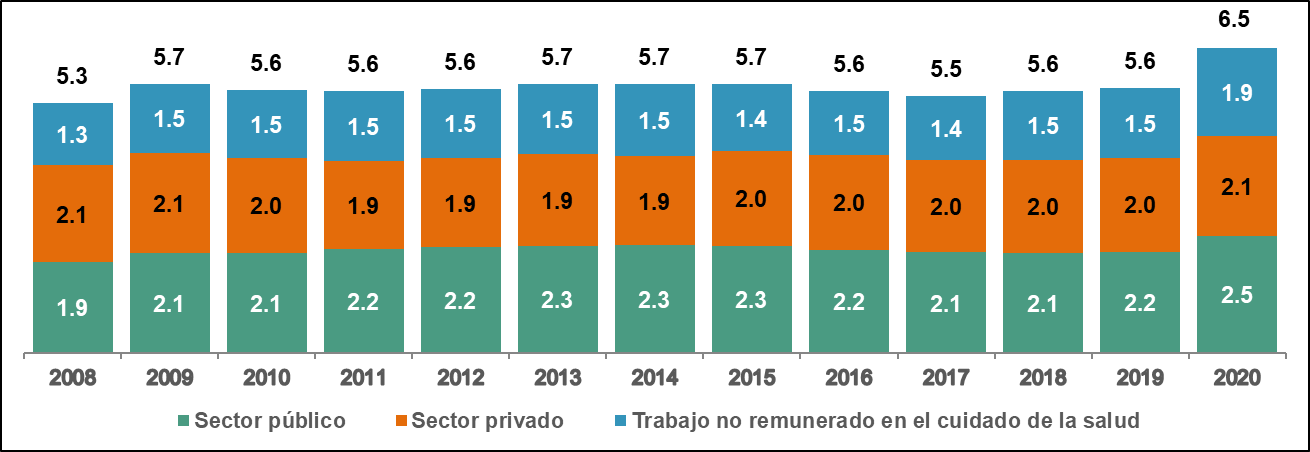 5.3 5.7 5.6 5.6 5.6 5.7 5.7 5.7 5.6 5.5 5.6 5.6 6.5
1.3 1.5 1.5 1.5 1.5 1.5 1.5 1.4 1.5 1.4 1.5 1.5 1.9
2.1 2.1 2.0 1.9 1.9 1.9 1.9 2.0 2.0 2.0 2.0 2.0 2.1
1.9 2.1 2.1 2.2 2.2 2.3 2.3 2.3 2.2 2.1 2.1 2.2 2.5
2008 2009 2010 2011 2012 2013 2014 2015 2016 2017 2018 2019 2020
Sector público Sector privado Trabajo no remunerado en el cuidado de la salud